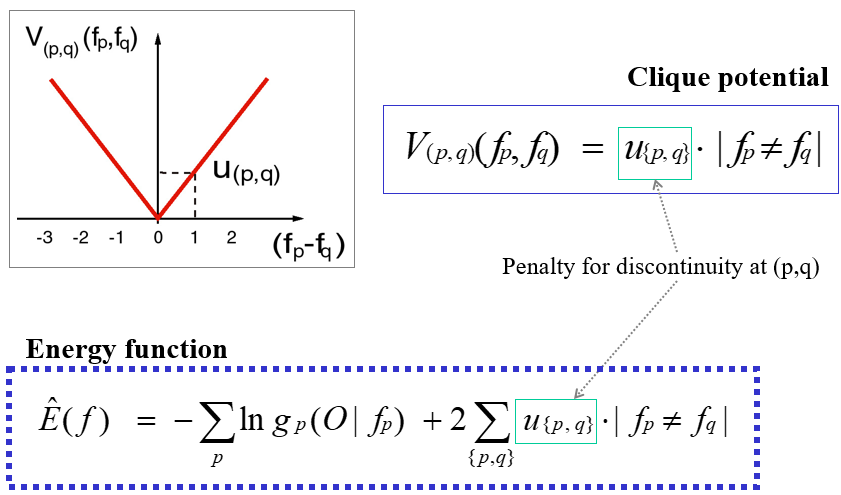 V(p,q)(fp,fq)
u(p,q)
-3 -2 -1 0 1 2 (fp-fq)
Clique potential
V(p,q)(fp, fq) = u{p,q} · | fp ≠ fq |
Penalty for discontinuity at (p,q)
Energy function
Ê(f) = − ∑p ln gp(O | fp) + 2 ∑{p,q} u{p,q} · | fp ≠ fq |